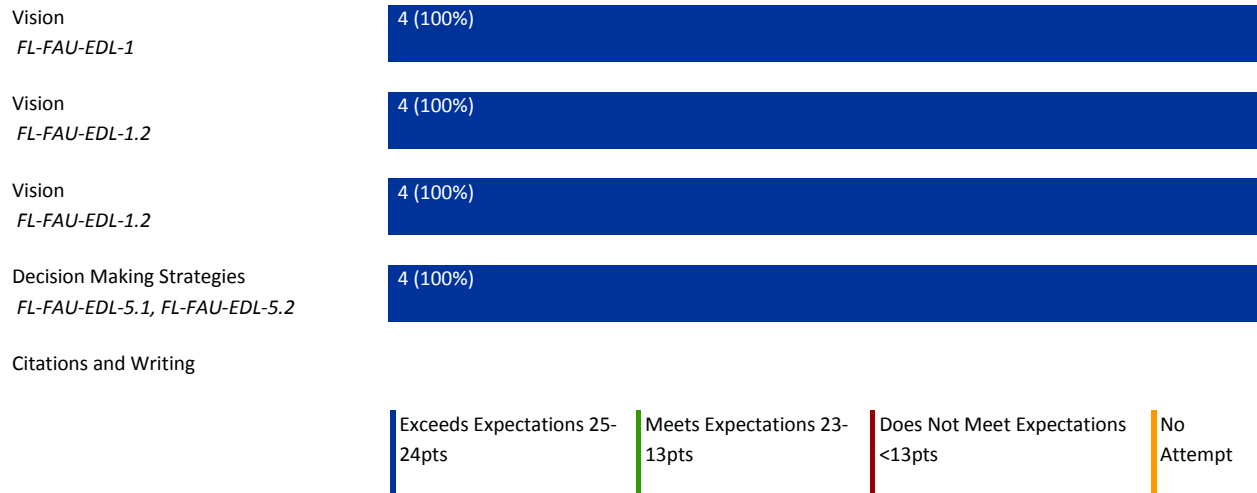 Vision
4 (100%)
FL-FAU-EDL-1
Vision
4 (100%)
FL-FAU-EDL-1.2
Vision
4 (100%)
FL-FAU-EDL-1.2
Decision Making Strategies
4 (100%)
FL-FAU-EDL-5.1, FL-FAU-EDL-5.2
Citations and Writing
Exceeds Expectations 25-
24pts
Meets Expectations 23-
13pts
Does Not Meet Expectations
<13pts
No
Attempt